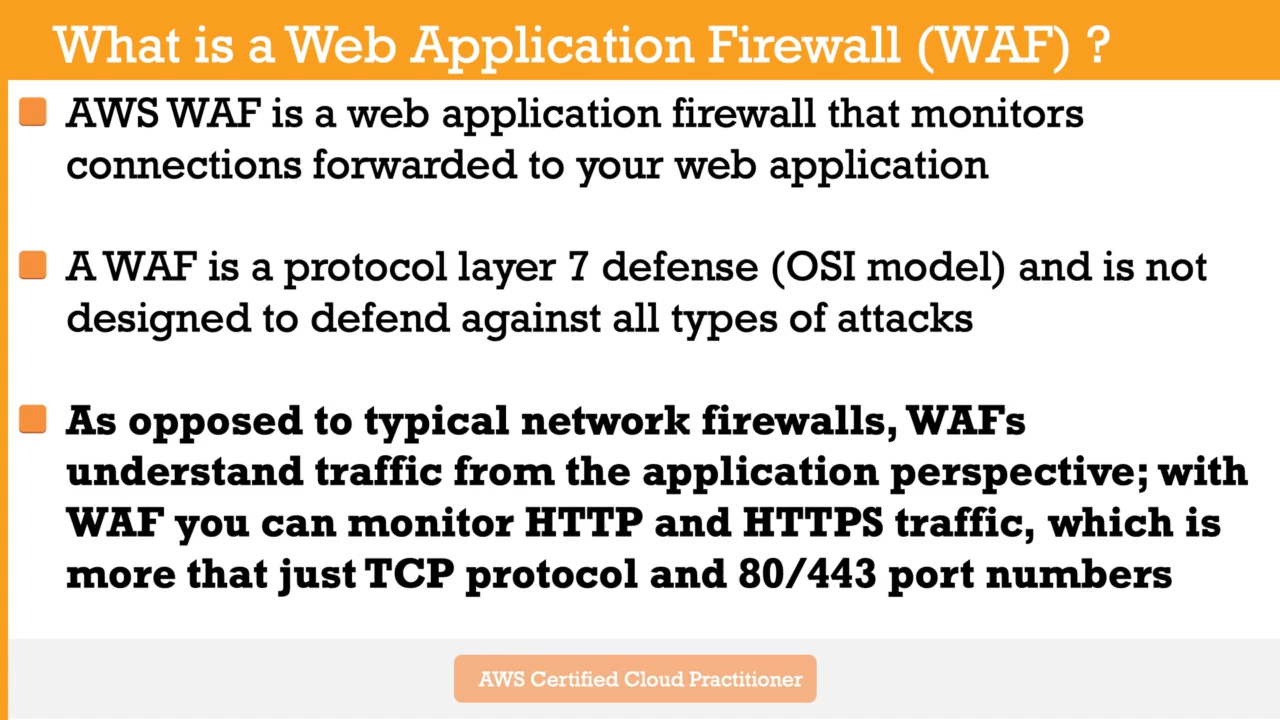 What is a Web Application Firewall (WAF) ?
AWS WAF is a web application firewall that monitors
connections forwarded to your web application
A WAF is a protocol layer 7 defense (OSI model) and is not
designed to defend against all types of attacks
As opposed to typical network firewalls, WAFs
understand traffic from the application perspective; with
WAF you can monitor HTTP and HTTPS traffic, which is
more that just TCP protocol and 80/443 port numbers
AWS Certified Cloud Practitioner